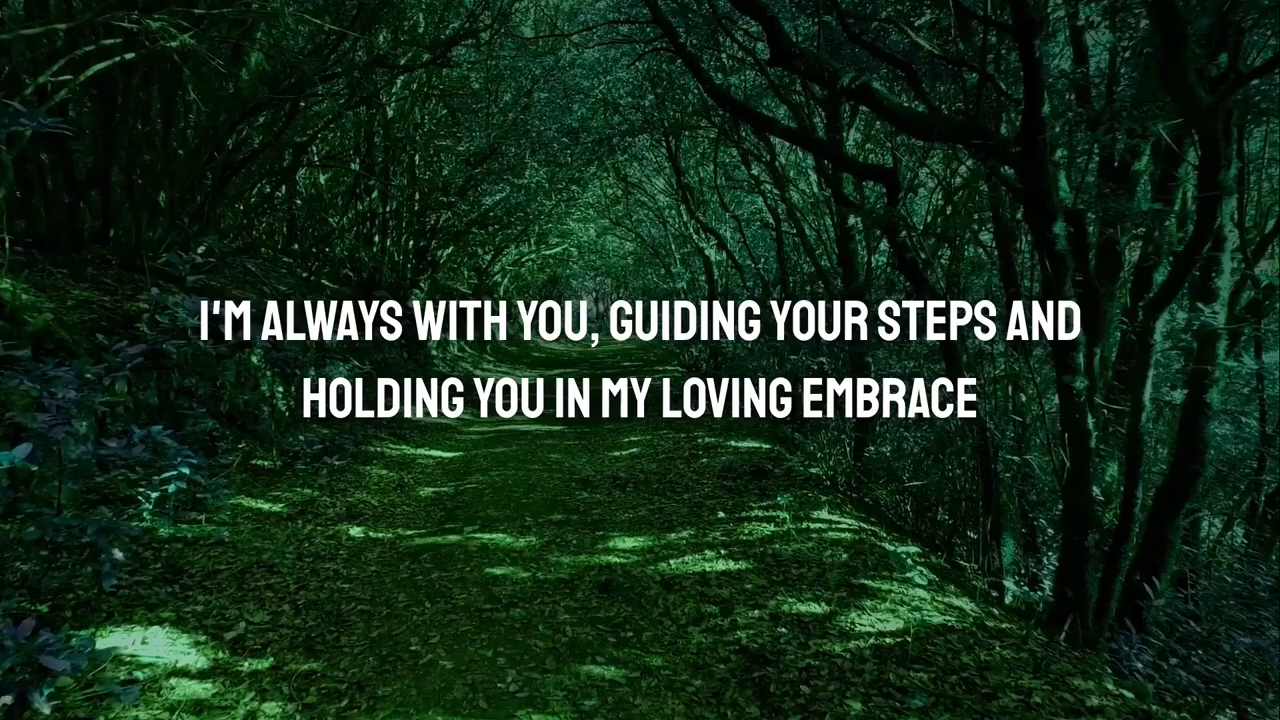 I'M ALWAYS WITH YOU, GUIDING YOUR STEPS AND
HOLDING YOU IN MY LOVING EMBRACE